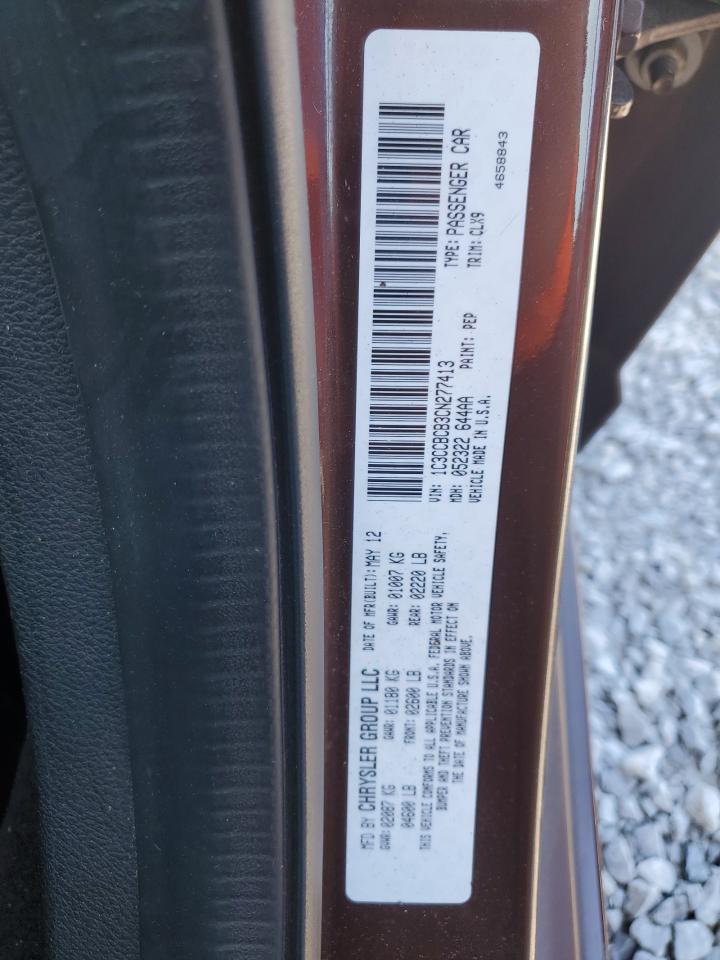 MFD BY CHRYSLER GROUP LLC DATE OF MFR(BUILT): MAY 12
GVWR: 02087 KG GAWR: 01180 KG GAWR: 01007 KG
04600 LB FRONT: 02600 LB REAR: 02220 LB
THIS VEHICLE CONFORMS TO ALL APPLICABLE U.S.A. FEDERAL MOTOR VEHICLE SAFETY,
BUMPER AND THEFT PREVENTION STANDARDS IN EFFECT ON
THE DATE OF MANUFACTURE SHOWN ABOVE.
VIN: 1C3CCBCB3CN277413 TYPE: PASSENGER CAR
MDH: 052322 644AA PAINT: PEP TRIM: CLX9
VEHICLE MADE IN U.S.A.
4658843